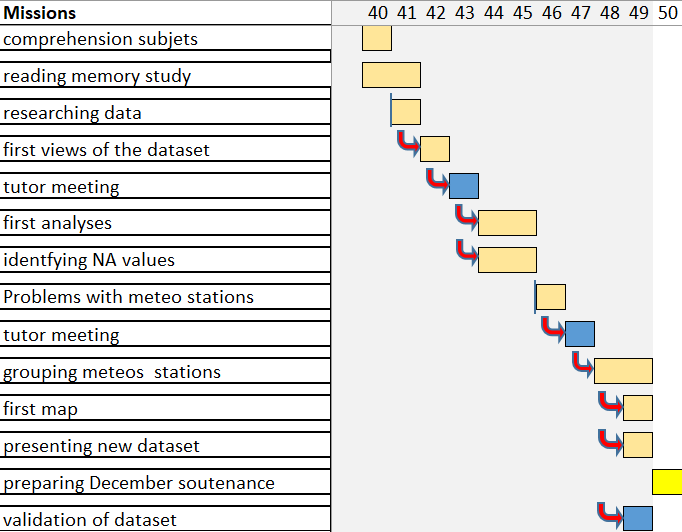 Missions 40 41 42 43 44 45 46 47 48 49 50
comprehension subjets
reading memory study
researching data
first views of the dataset
tutor meeting
first analyses
identfying NA values
Problems with meteo stations
tutor meeting
grouping meteos stations
first map
presenting new dataset
preparing December soutenance
validation of dataset